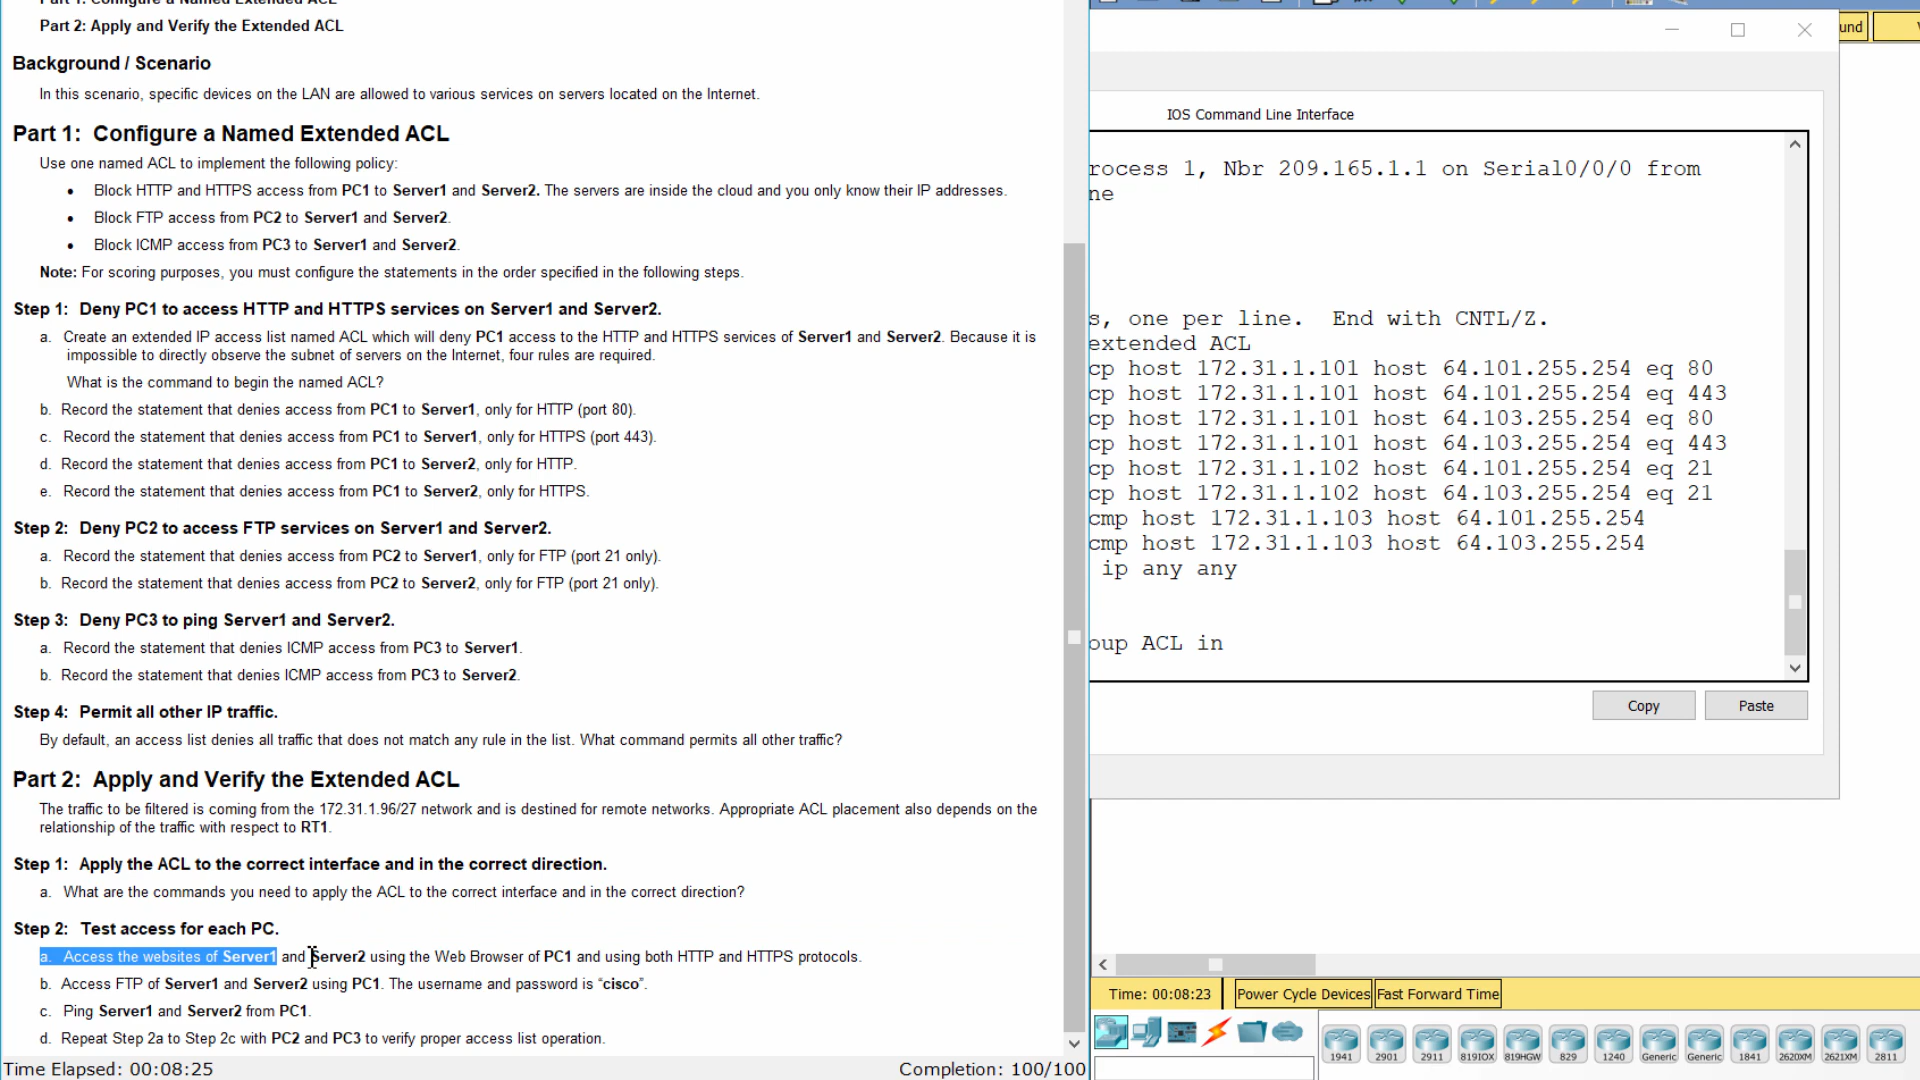 Part 1: Configure a Named Extended ACL
Part 2: Apply and Verify the Extended ACL
Background / Scenario
In this scenario, specific devices on the LAN are allowed to various services on servers located on the Internet.
Part 1: Configure a Named Extended ACL
Use one named ACL to implement the following policy:
• Block HTTP and HTTPS access from PC1 to Server1 and Server2. The servers are inside the cloud and you only know their IP addresses.
• Block FTP access from PC2 to Server1 and Server2.
• Block ICMP access from PC3 to Server1 and Server2.
Note: For scoring purposes, you must configure the statements in the order specified in the following steps.
Step 1: Deny PC1 to access HTTP and HTTPS services on Server1 and Server2.
a. Create an extended IP access list named ACL which will deny PC1 access to the HTTP and HTTPS services of Server1 and Server2. Because it is
impossible to directly observe the subnet of servers on the Internet, four rules are required.
What is the command to begin the named ACL?
b. Record the statement that denies access from PC1 to Server1, only for HTTP (port 80).
c. Record the statement that denies access from PC1 to Server1, only for HTTPS (port 443).
d. Record the statement that denies access from PC1 to Server2, only for HTTP.
e. Record the statement that denies access from PC1 to Server2, only for HTTPS.
Step 2: Deny PC2 to access FTP services on Server1 and Server2.
a. Record the statement that denies access from PC2 to Server1, only for FTP (port 21 only).
b. Record the statement that denies access from PC2 to Server2, only for FTP (port 21 only).
Step 3: Deny PC3 to ping Server1 and Server2.
a. Record the statement that denies ICMP access from PC3 to Server1.
b. Record the statement that denies ICMP access from PC3 to Server2.
Step 4: Permit all other IP traffic.
By default, an access list denies all traffic that does not match any rule in the list. What command permits all other traffic?
Part 2: Apply and Verify the Extended ACL
The traffic to be filtered is coming from the 172.31.1.96/27 network and is destined for remote networks. Appropriate ACL placement also depends on the
relationship of the traffic with respect to RT1.
Step 1: Apply the ACL to the correct interface and in the correct direction.
a. What are the commands you need to apply the ACL to the correct interface and in the correct direction?
Step 2: Test access for each PC.
a. Access the websites of Server1 and Server2 using the Web Browser of PC1 and using both HTTP and HTTPS protocols.
b. Access FTP of Server1 and Server2 using PC1. The username and password is “cisco”.
c. Ping Server1 and Server2 from PC1.
d. Repeat Step 2a to Step 2c with PC2 and PC3 to verify proper access list operation.
Time Elapsed: 00:08:25
Completion: 100/100
und
IOS Command Line Interface
rocess 1, Nbr 209.165.1.1 on Serial0/0/0 from
ne
s, one per line. End with CNTL/Z.
extended ACL
cp host 172.31.1.101 host 64.101.255.254 eq 80
cp host 172.31.1.101 host 64.101.255.254 eq 443
cp host 172.31.1.101 host 64.103.255.254 eq 80
cp host 172.31.1.101 host 64.103.255.254 eq 443
cp host 172.31.1.102 host 64.101.255.254 eq 21
cp host 172.31.1.102 host 64.103.255.254 eq 21
cmp host 172.31.1.103 host 64.101.255.254
cmp host 172.31.1.103 host 64.103.255.254
ip any any
oup ACL in
Copy Paste
Time: 00:08:23 Power Cycle Devices Fast Forward Time
1941 2901 2911 819IOX 819HGW 829 1240 Generic Generic 1841 2620XM 2621XM 2811